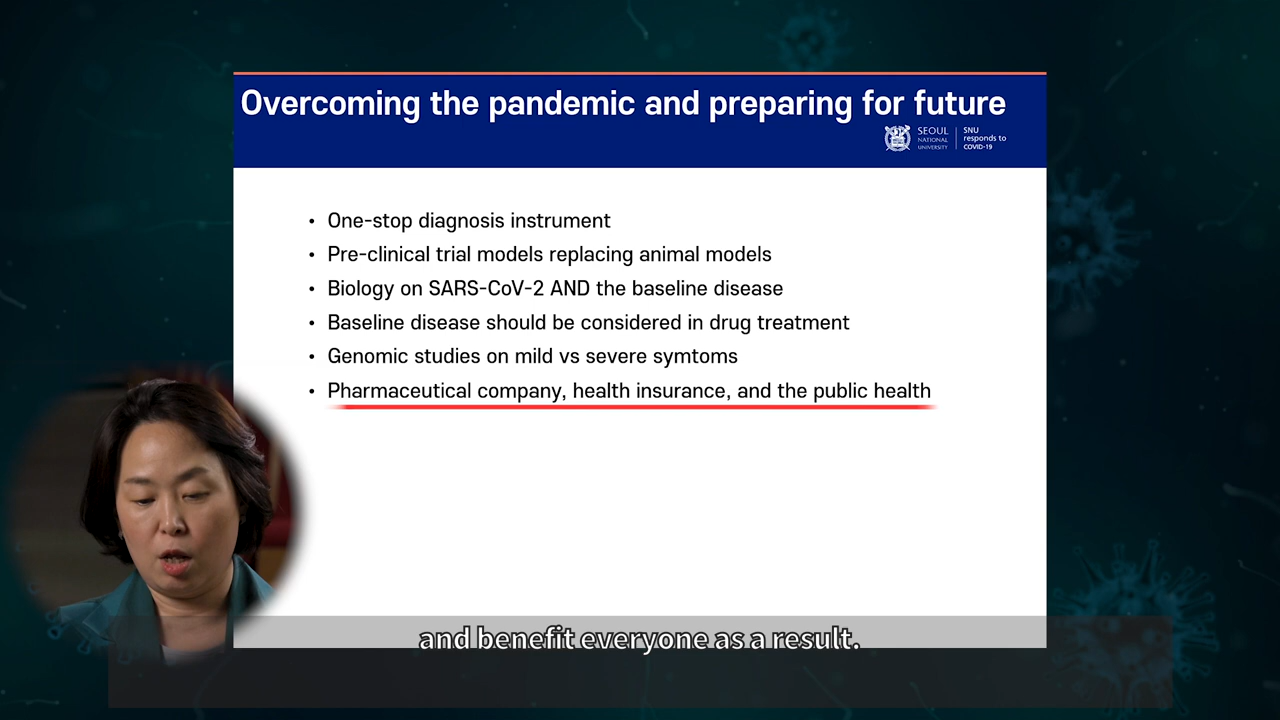 Overcoming the pandemic and preparing for future
SEOUL
NATIONAL
UNIVERSITY
SNU
responds to
COVID-19
• One-stop diagnosis instrument
• Pre-clinical trial models replacing animal models
• Biology on SARS-CoV-2 AND the baseline disease
• Baseline disease should be considered in drug treatment
• Genomic studies on mild vs severe symtoms
• Pharmaceutical company, health insurance, and the public health
and benefit everyone as a result.